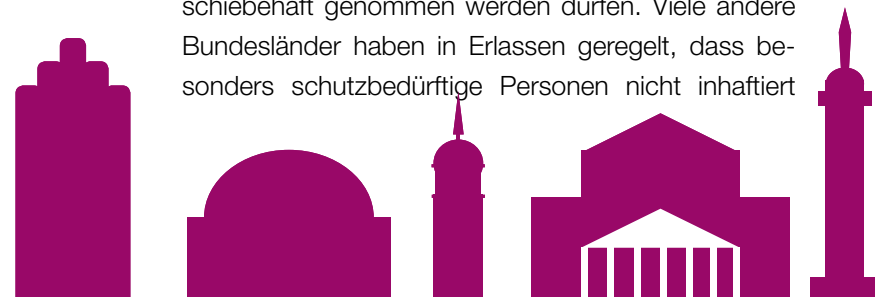 schiebehaft genommen werden dürfen. Viele andere
Bundesländer haben in Erlassen geregelt, dass be-
sonders schutzbedürftige Personen nicht inhaftiert